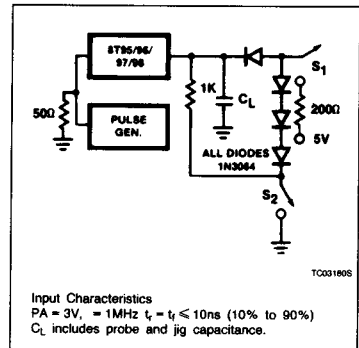 8T95/96/
97/98
S1
1K
CL
200Ω
50Ω
PULSE
GEN.
5V
ALL DIODES
1N3064
S2
TC03180S
Input Characteristics
PA = 3V, = 1MHz tr = tf ≤ 10ns (10% to 90%)
CL includes probe and jig capacitance.